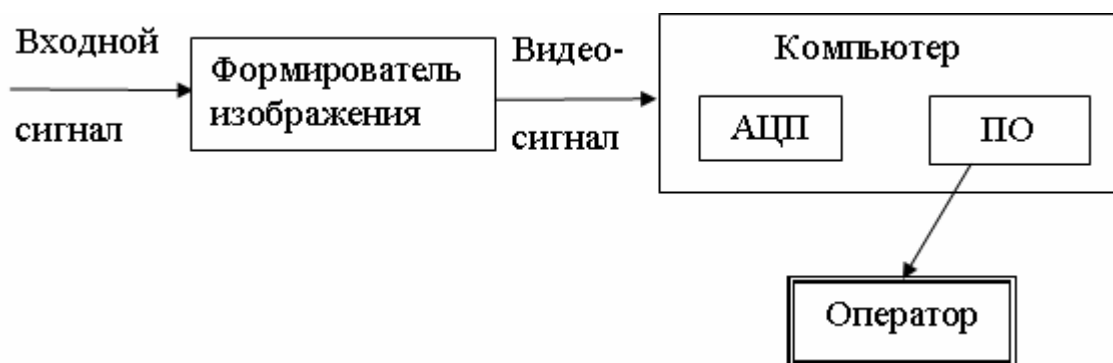 Входной
сигнал
Формирователь
изображения
Видео-
сигнал
Компьютер
АЦП
ПО
Оператор